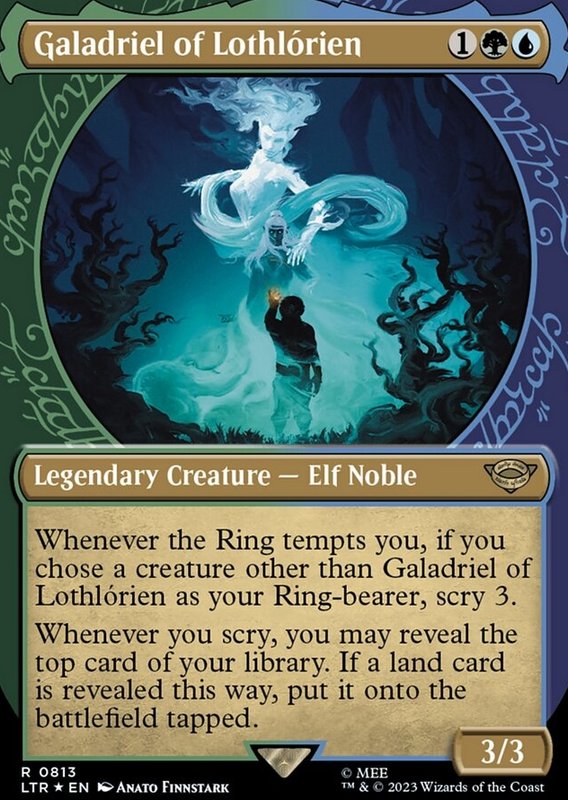 Galadriel of Lothlórien 1
Legendary Creature — Elf Noble
Whenever the Ring tempts you, if you
chose a creature other than Galadriel of
Lothlórien as your Ring-bearer, scry 3.
Whenever you scry, you may reveal the
top card of your library. If a land card
is revealed this way, put it onto the
battlefield tapped.
3/3
R 0813
LTR ★ EN Anato Finnstark
© MEE
™ & © 2023 Wizards of the Coast